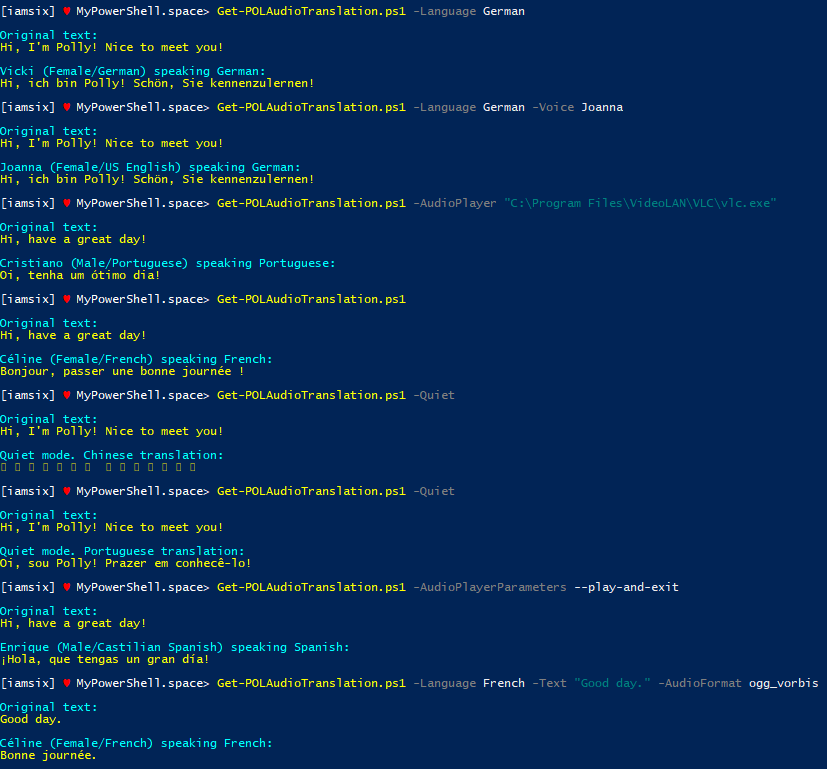 [iamsix] ♥ MyPowerShell.space> Get-POLAudioTranslation.ps1 -Language German
Original text:
Hi, I'm Polly! Nice to meet you!
Vicki (Female/German) speaking German:
Hi, ich bin Polly! Schön, Sie kennenzulernen!
[iamsix] ♥ MyPowerShell.space> Get-POLAudioTranslation.ps1 -Language German -Voice Joanna
Original text:
Hi, I'm Polly! Nice to meet you!
Joanna (Female/US English) speaking German:
Hi, ich bin Polly! Schön, Sie kennenzulernen!
[iamsix] ♥ MyPowerShell.space> Get-POLAudioTranslation.ps1 -AudioPlayer "C:\Program Files\VideoLAN\VLC\vlc.exe"
Original text:
Hi, have a great day!
Cristiano (Male/Portuguese) speaking Portuguese:
Oi, tenha um ótimo dia!
[iamsix] ♥ MyPowerShell.space> Get-POLAudioTranslation.ps1
Original text:
Hi, have a great day!
Céline (Female/French) speaking French:
Bonjour, passer une bonne journée !
[iamsix] ♥ MyPowerShell.space> Get-POLAudioTranslation.ps1 -Quiet
Original text:
Hi, I'm Polly! Nice to meet you!
Quiet mode. Chinese translation:
[iamsix] ♥ MyPowerShell.space> Get-POLAudioTranslation.ps1 -Quiet
Original text:
Hi, I'm Polly! Nice to meet you!
Quiet mode. Portuguese translation:
Oi, sou Polly! Prazer em conhecê-lo!
[iamsix] ♥ MyPowerShell.space> Get-POLAudioTranslation.ps1 -AudioPlayerParameters --play-and-exit
Original text:
Hi, have a great day!
Enrique (Male/Castilian Spanish) speaking Spanish:
¡Hola, que tengas un gran día!
[iamsix] ♥ MyPowerShell.space> Get-POLAudioTranslation.ps1 -Language French -Text "Good day." -AudioFormat ogg_vorbis
Original text:
Good day.
Céline (Female/French) speaking French:
Bonne journée.